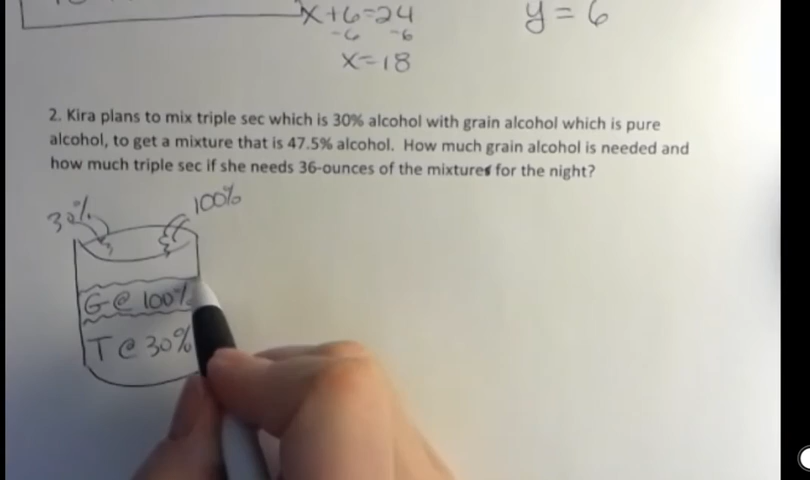 x+6=24
y = 6
-6 -6
x=18
2. Kira plans to mix triple sec which is 30% alcohol with grain alcohol which is pure
alcohol, to get a mixture that is 47.5% alcohol. How much grain alcohol is needed and
how much triple sec if she needs 36-ounces of the mixtures for the night?
30%
100%
G@ 100%
T@ 30%